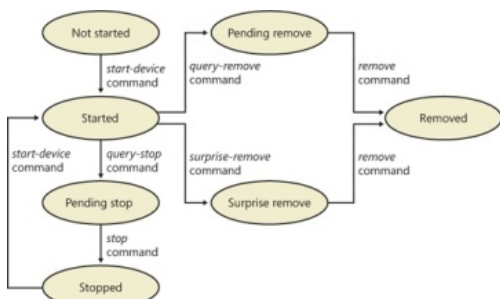 Not started
Pending remove
start-device
command
query-remove
command
remove
command
Started
Removed
start-device
command
query-stop
command
surprise-remove
command
remove
command
Pending stop
Surprise remove
stop
command
Stopped